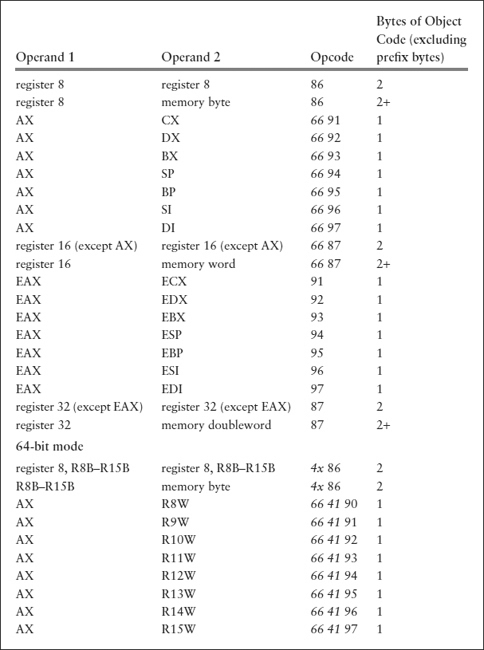 Bytes of Object
Code (excluding
Operand 1 Operand 2 Opcode prefix bytes)
register 8 register 8 86 2
register 8 memory byte 86 2+
AX CX 66 91 1
AX DX 66 92 1
AX BX 66 93 1
AX SP 66 94 1
AX BP 66 95 1
AX SI 66 96 1
AX DI 66 97 1
register 16 (except AX) register 16 (except AX) 66 87 2
register 16 memory word 66 87 2+
EAX ECX 91 1
EAX EDX 92 1
EAX EBX 93 1
EAX ESP 94 1
EAX EBP 95 1
EAX ESI 96 1
EAX EDI 97 1
register 32 (except EAX) register 32 (except EAX) 87 2
register 32 memory doubleword 87 2+
64-bit mode
register 8, R8B–R15B register 8, R8B–R15B 4x 86 2
R8B–R15B memory byte 4x 86 2
AX R8W 66 41 90 1
AX R9W 66 41 91 1
AX R10W 66 41 92 1
AX R11W 66 41 93 1
AX R12W 66 41 94 1
AX R13W 66 41 95 1
AX R14W 66 41 96 1
AX R15W 66 41 97 1